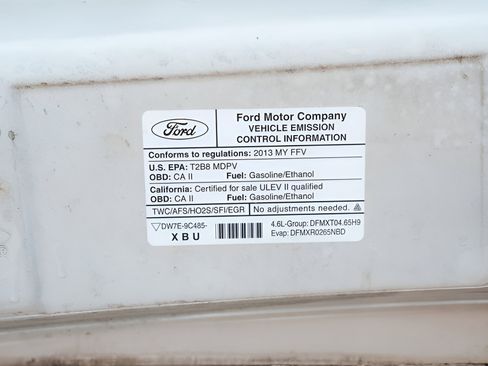 Ford
Ford Motor Company
VEHICLE EMISSION
CONTROL INFORMATION
Conforms to regulations: 2013 MY FFV
U.S. EPA: T2B8 MDPV
OBD: CA II Fuel: Gasoline/Ethanol
California: Certified for sale ULEV II qualified
OBD: CA II Fuel: Gasoline/Ethanol
TWC/AFS/HO2S/SFI/EGR No adjustments needed.
DW7E-9C485-
XBU
4.6L-Group: DFMXT04.65H9
Evap: DFMXR0265NBD